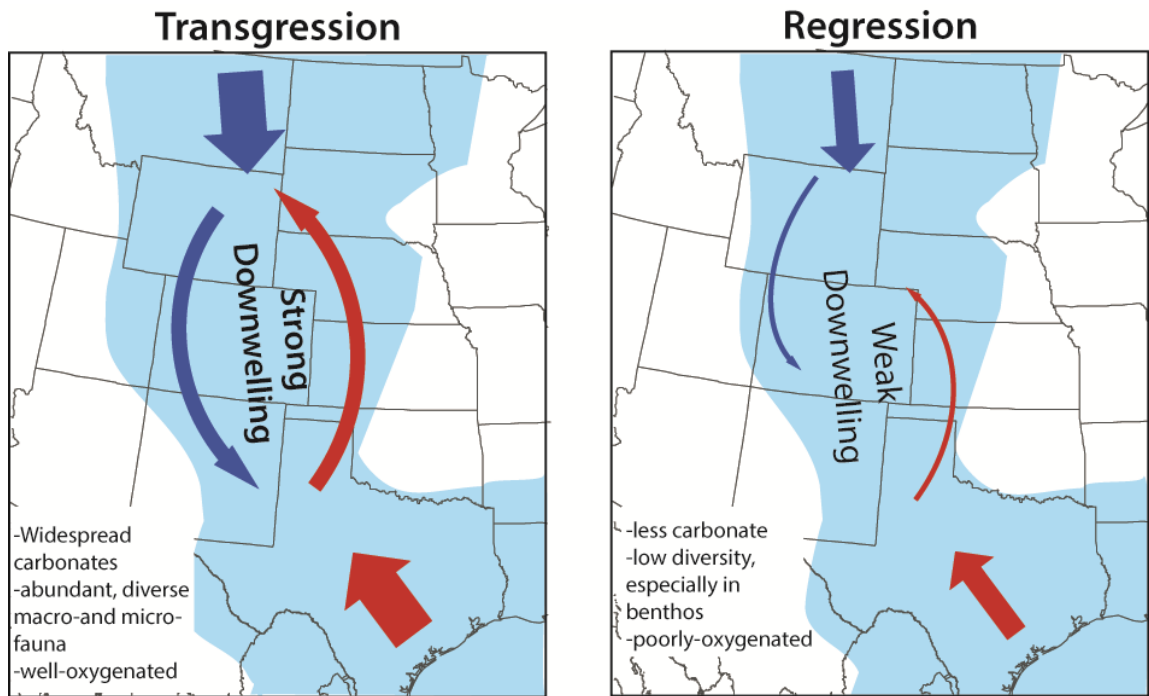 Transgression
Strong
Downwelling
-Widespread
carbonates
-abundant, diverse
macro-and micro-
fauna
-well-oxygenated
Regression
Weak
Downwelling
-less carbonate
-low diversity,
especially in
benthos
-poorly-oxygenated